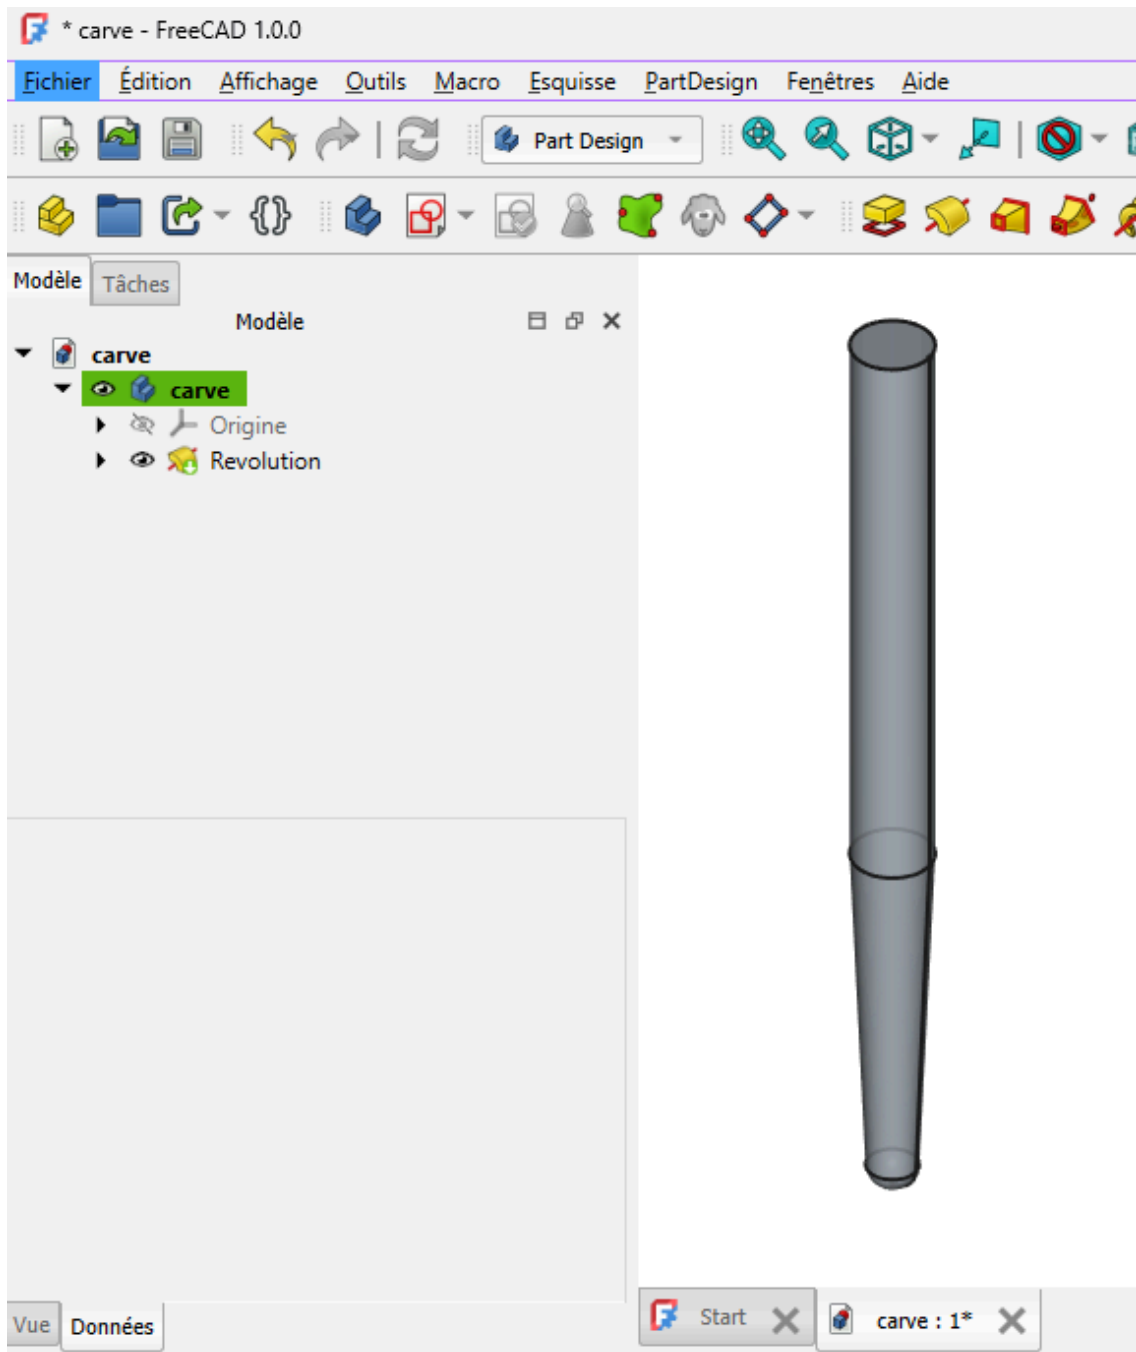 * carve - FreeCAD 1.0.0
Fichier Édition Affichage Outils Macro Esquisse PartDesign Fenêtres Aide
Part Design
Modèle Tâches
Modèle
carve
carve
Origine
Revolution
Vue Données
Start carve : 1*